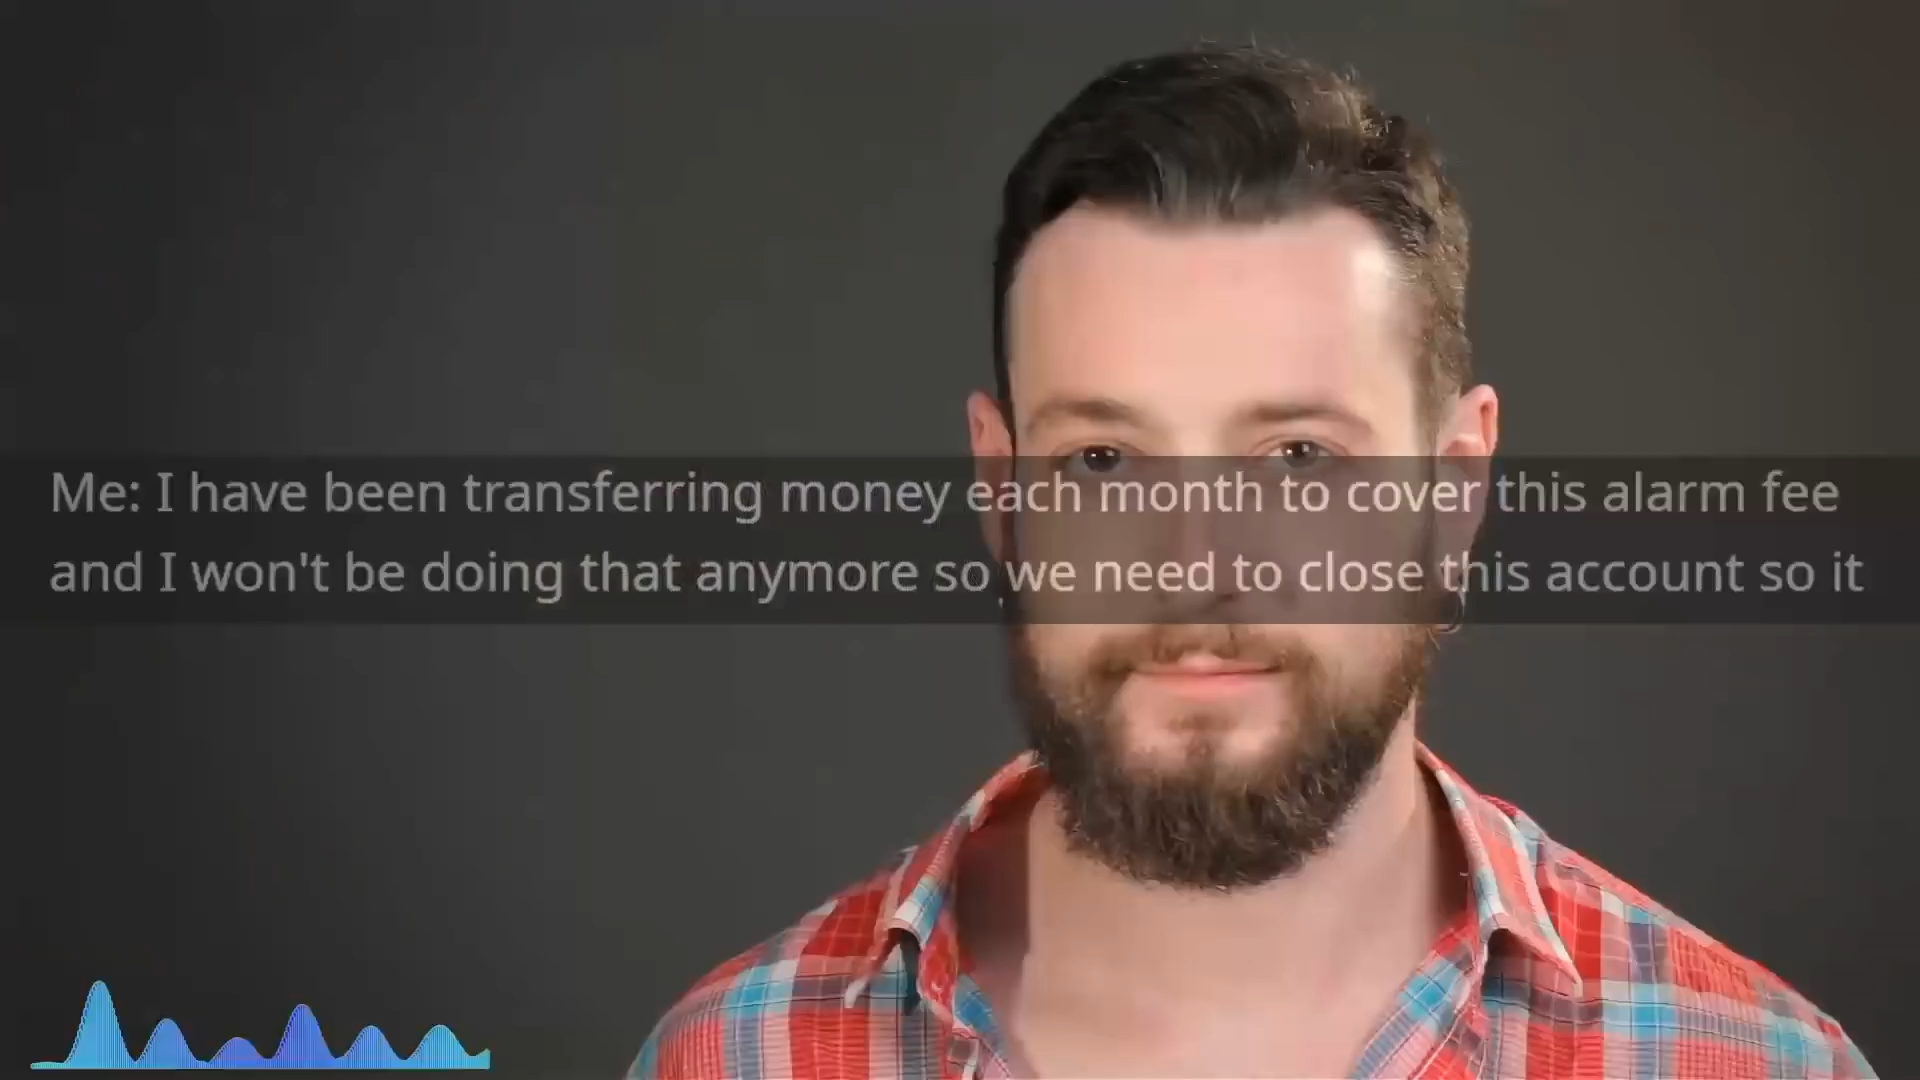 Me: I have been transferring money each month to cover this alarm fee
and I won't be doing that anymore so we need to close this account so it